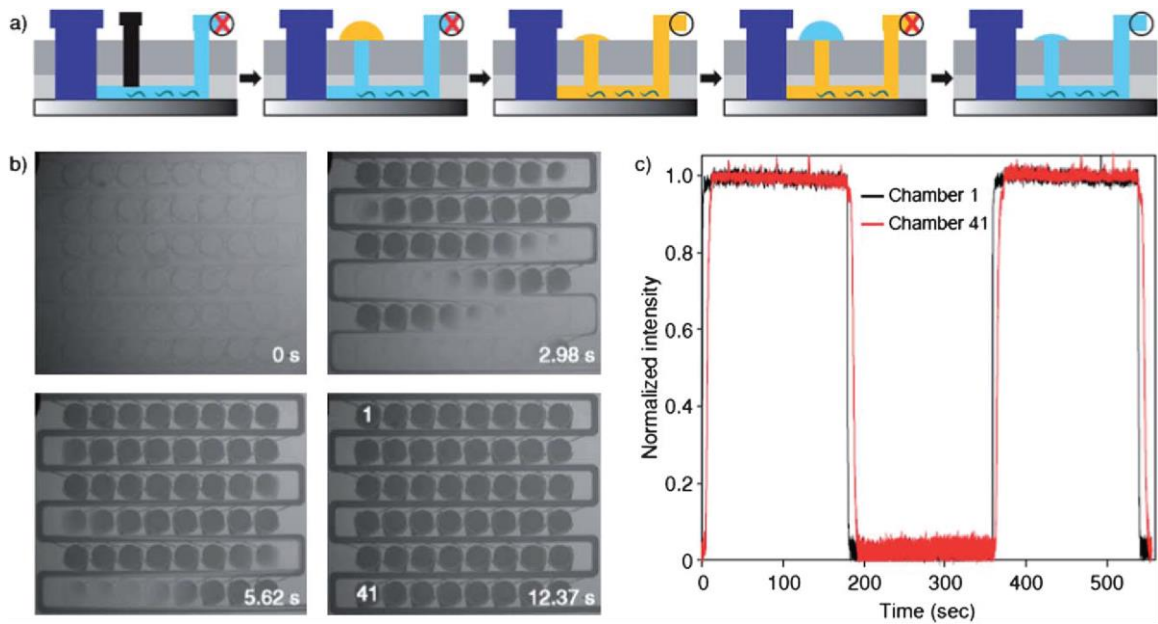 a)
b)
0 s
2.98 s
5.62 s
1
41
12.37 s
c)
Normalized intensity
1.0
0.8
0.6
0.4
0.2
0
Chamber 1
Chamber 41
0
100
200
300
400
500
Time (sec)